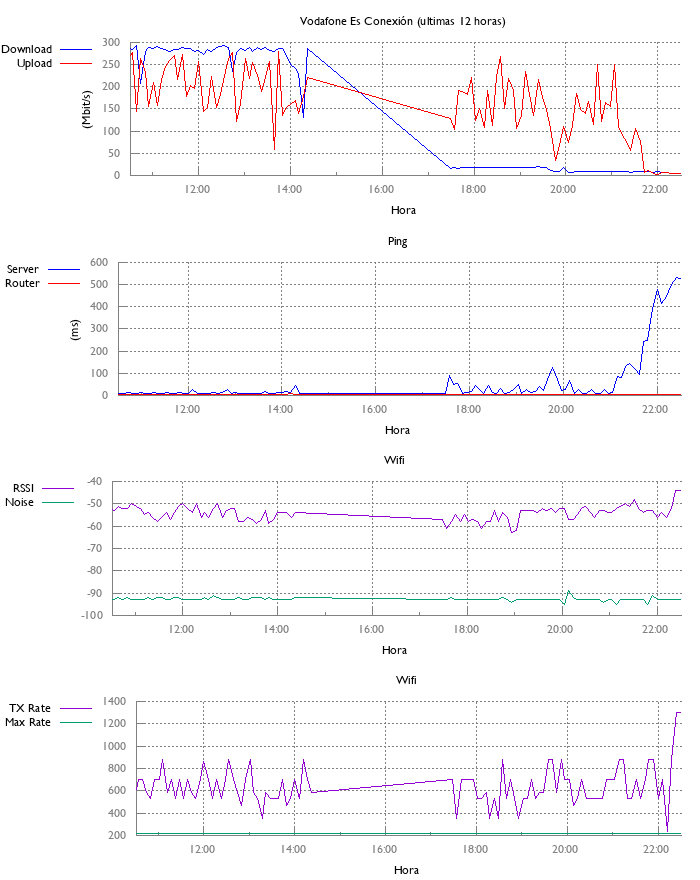 Vodafone Es Conexión (ultimas 12 horas)
Download
Upload
(Mbit/s)
300
250
200
150
100
50
0
12:00 14:00 16:00 18:00 20:00 22:00
Hora
Ping
Server
Router
(ms)
600
500
400
300
200
100
0
12:00 14:00 16:00 18:00 20:00 22:00
Hora
Wifi
RSSI
Noise
-40
-50
-60
-70
-80
-90
-100
12:00 14:00 16:00 18:00 20:00 22:00
Hora
Wifi
TX Rate
Max Rate
1400
1200
1000
800
600
400
200
12:00 14:00 16:00 18:00 20:00 22:00
Hora